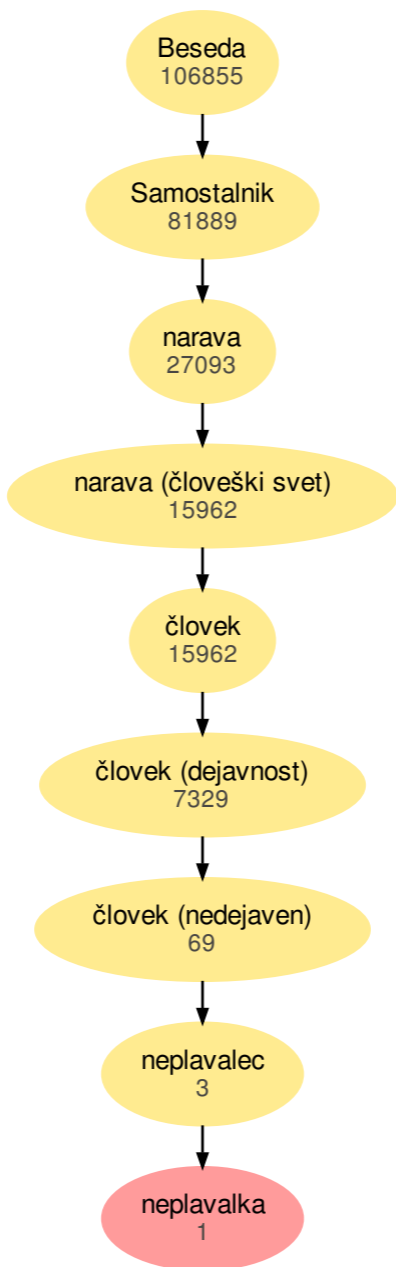 Beseda
106855
Samostalnik
81889
narava
27093
narava (človeški svet)
15962
človek
15962
človek (dejavnost)
7329
človek (nedejaven)
69
neplavalec
3
neplavalka
1